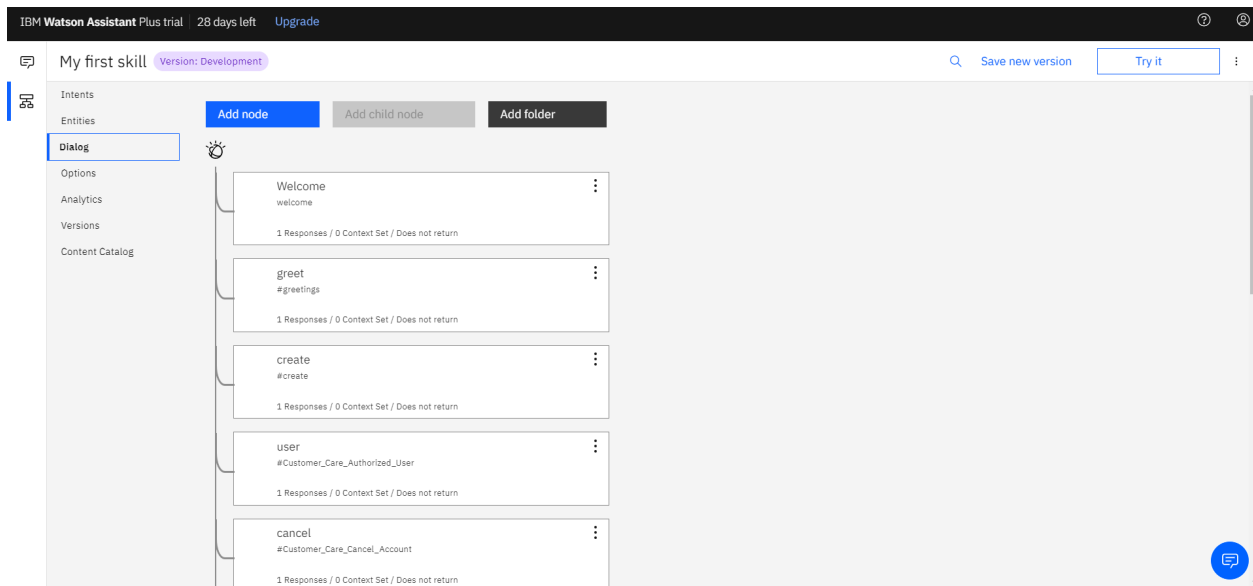 IBM Watson Assistant Plus trial 28 days left Upgrade
My first skill Version: Development Save new version Try it
Intents
Entities
Dialog
Options
Analytics
Versions
Content Catalog
Add node Add child node Add folder
Welcome
welcome
1 Responses / 0 Context Set / Does not return
greet
#greetings
1 Responses / 0 Context Set / Does not return
create
#create
1 Responses / 0 Context Set / Does not return
user
#Customer_Care_Authorized_User
1 Responses / 0 Context Set / Does not return
cancel
#Customer_Care_Cancel_Account
1 Responses / 0 Context Set / Does not return